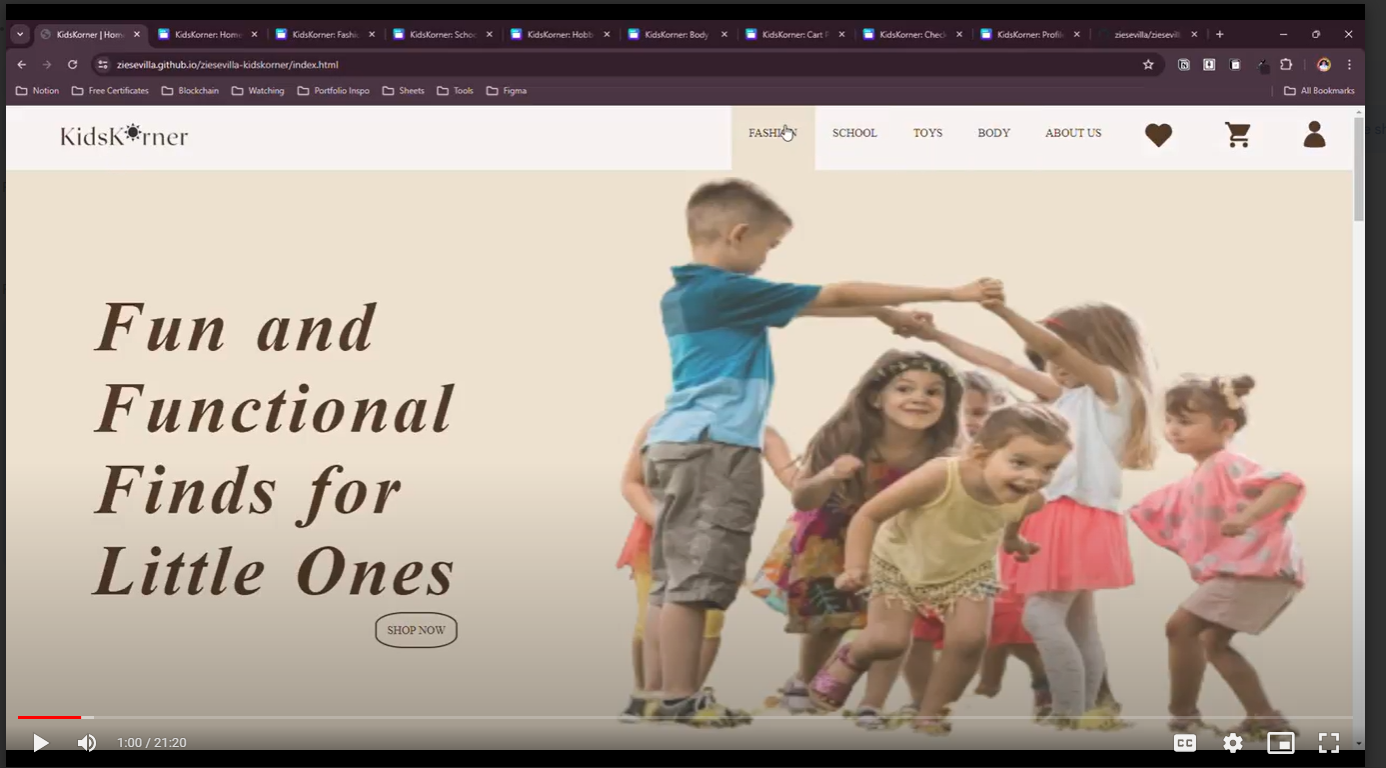 KidsKorner | Hom
KidsKorner: Home
KidsKorner: Fashi
KidsKorner: Schoo
KidsKorner: Hobb
KidsKorner: Body
KidsKorner: Cart P
KidsKorner: Check
KidsKorner: Profil
ziesevilla/ziesevill
ziesevilla.github.io/ziesevilla-kidskorner/index.html
Notion
Free Certificates
Blockchain
Watching
Portfolio Inspo
Sheets
Tools
Figma
All Bookmarks
KidsKorner
FASHION
SCHOOL
TOYS
BODY
ABOUT US
Fun and
Functional
Finds for
Little Ones
SHOP NOW
1:00 / 21:20
CC